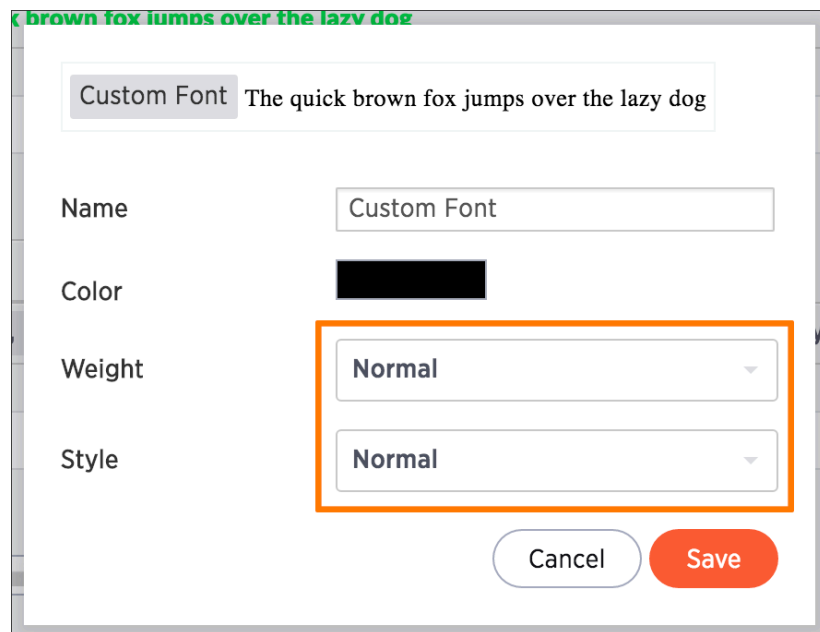 k brown fox jumps over the lazy dog
Custom Font The quick brown fox jumps over the lazy dog
Name Custom Font
Color
Weight Normal
Style Normal
Cancel Save